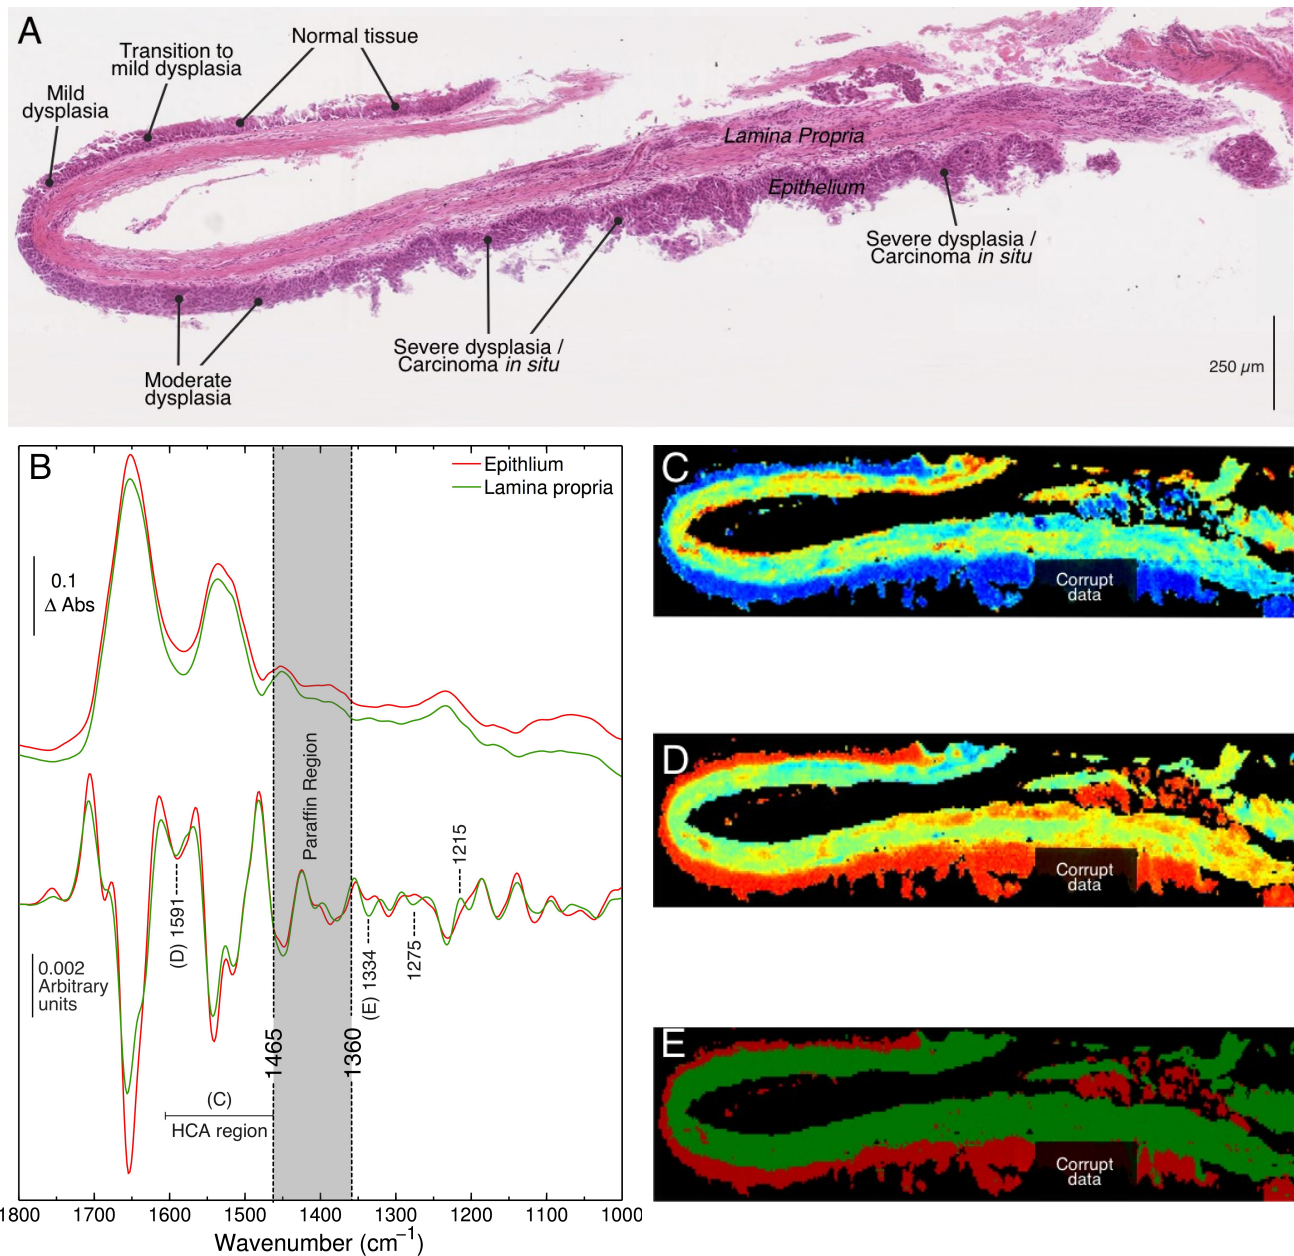 A
Normal tissue
Transition to
mild dysplasia
Mild
dysplasia
Lamina Propria
Epithelium
Severe dysplasia /
Carcinoma in situ
Severe dysplasia /
Carcinoma in situ
Moderate
dysplasia
250 µm
B
Epithlium
Lamina propria
0.1
Δ Abs
Paraffin Region
1215
(D) 1591
(E) 1334
1275
0.002
Arbitrary
units
1465
1360
(C)
HCA region
1800 1700 1600 1500 1400 1300 1200 1100 1000
Wavenumber (cm⁻¹)
C
Corrupt
data
D
Corrupt
data
E
Corrupt
data